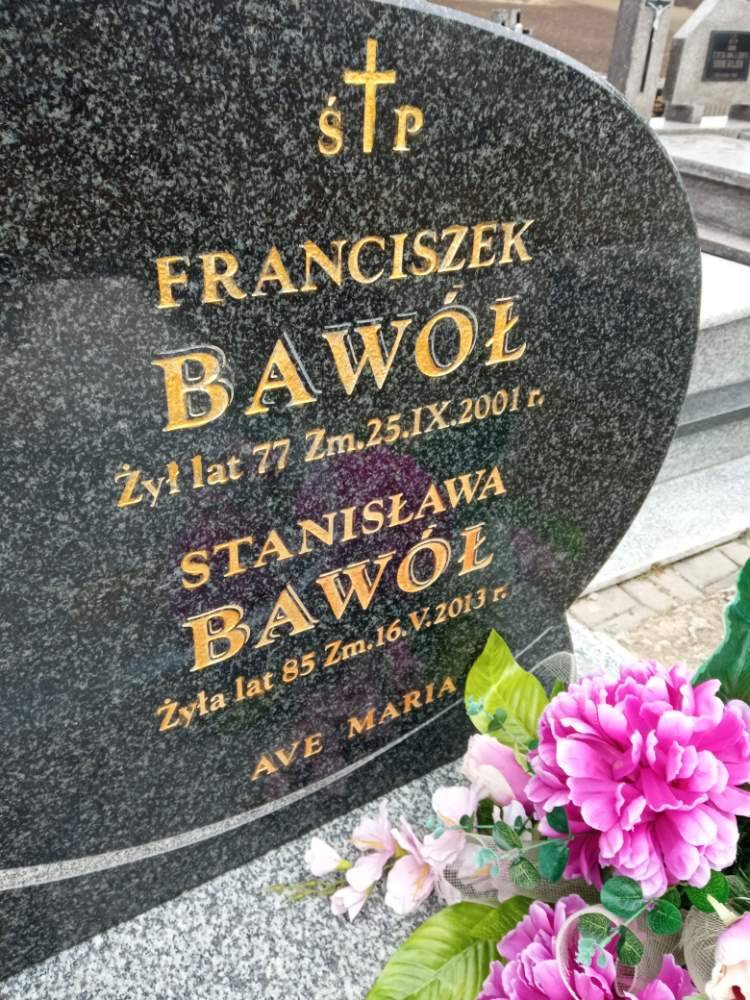 Ś P
FRANCISZEK
BAWÓŁ
Żył lat 77 Zm.25.IX.2001 r.
STANISŁAWA
BAWÓŁ
Żyła lat 85 Zm.16.V.2013 r.
AVE MARIA